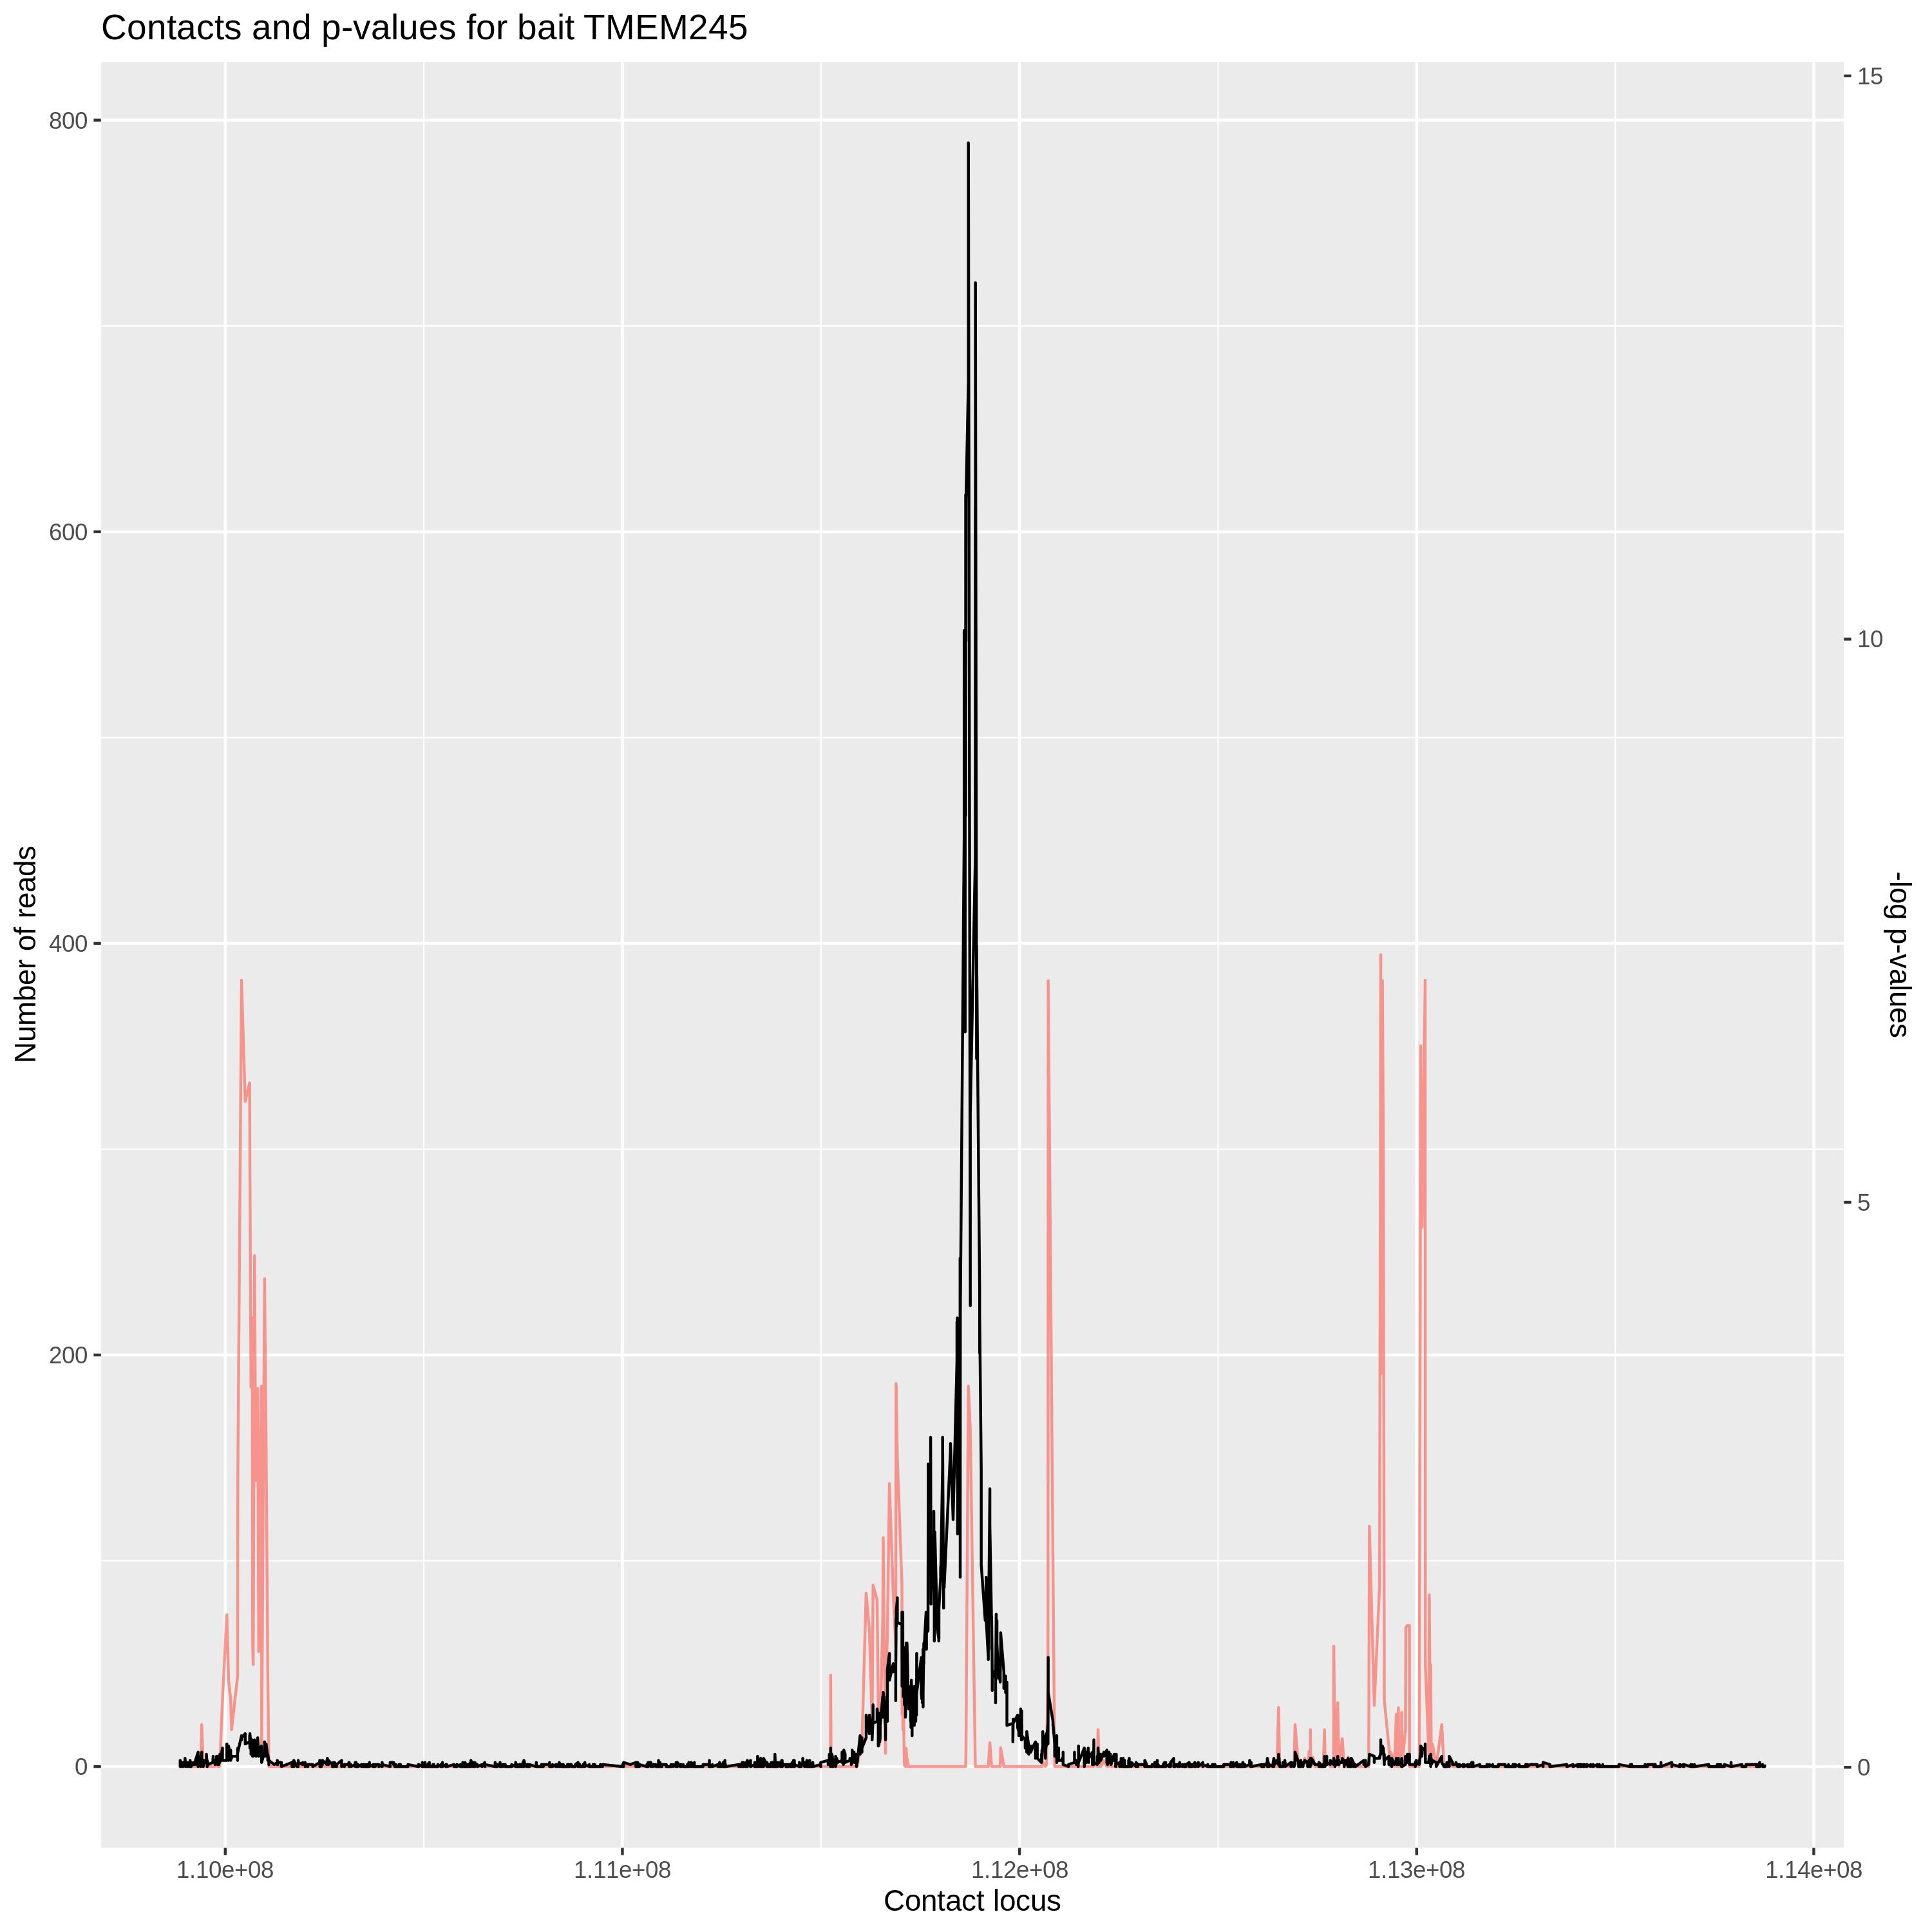 Contacts and p-values for bait TMEM245
Number of reads
800
600
400
200
0
15
10
5
0
-log p-values
1.10e+08
1.11e+08
1.12e+08
1.13e+08
1.14e+08
Contact locus